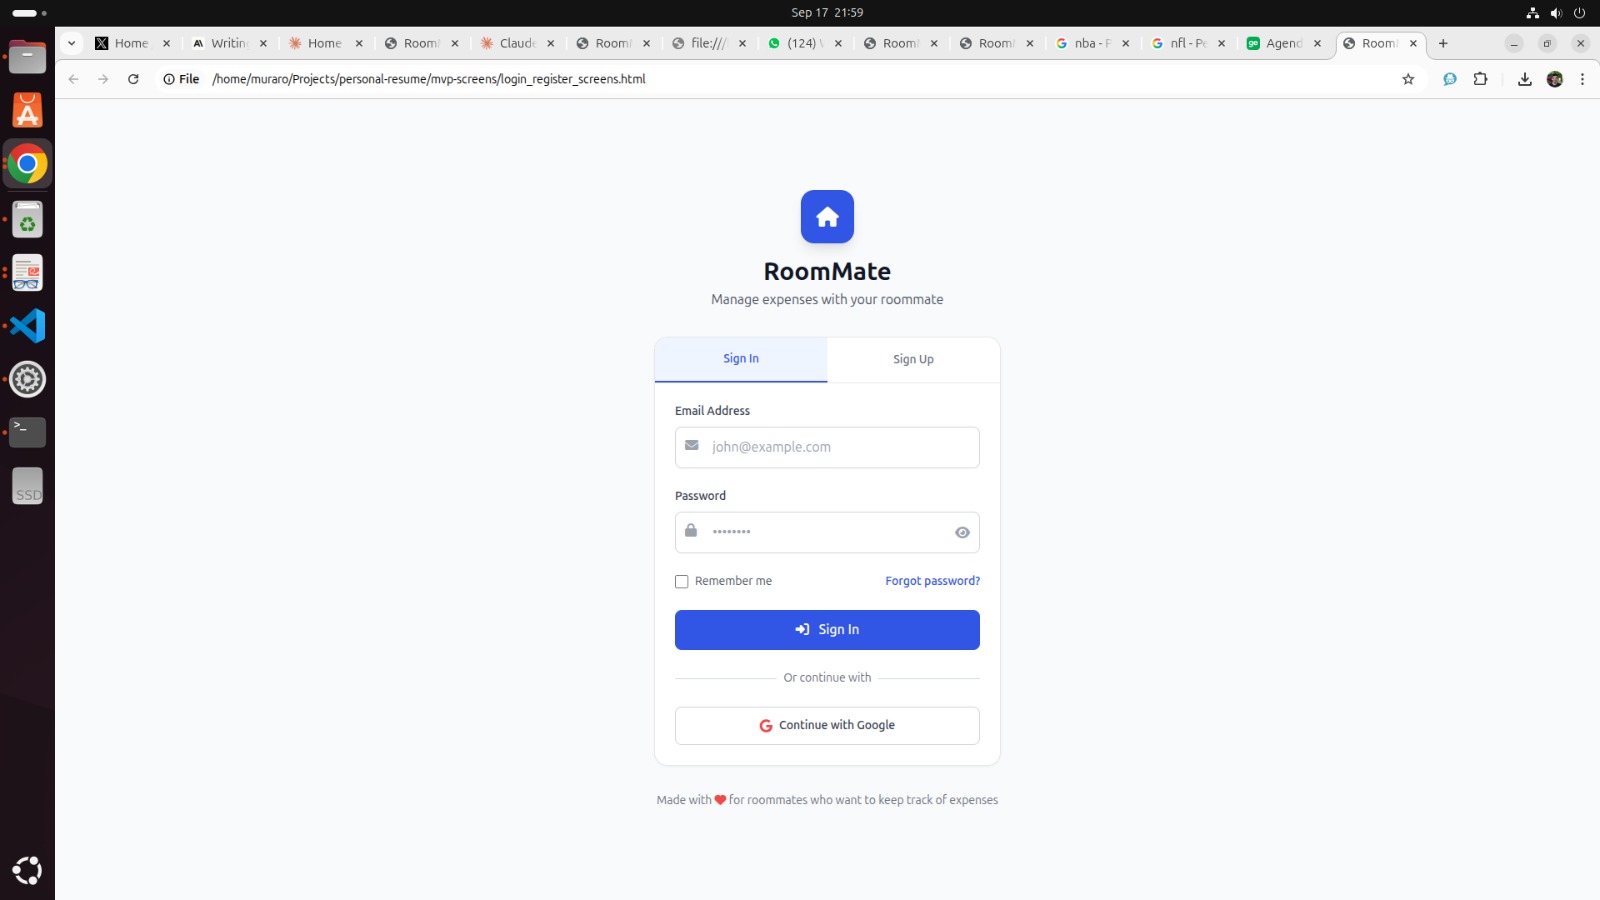 Sep 17 21:59
Home
Writin
Home
Room
Claude
Room
file:///
(124)
Room
Room
nba - P
nfl - Pe
Agend
Room
File
/home/muraro/Projects/personal-resume/mvp-screens/login_register_screens.html
RoomMate
Manage expenses with your roommate
Sign In
Sign Up
Email Address
john@example.com
Password
••••••••
Remember me
Forgot password?
Sign In
Or continue with
Continue with Google
Made with ❤ for roommates who want to keep track of expenses
SSD